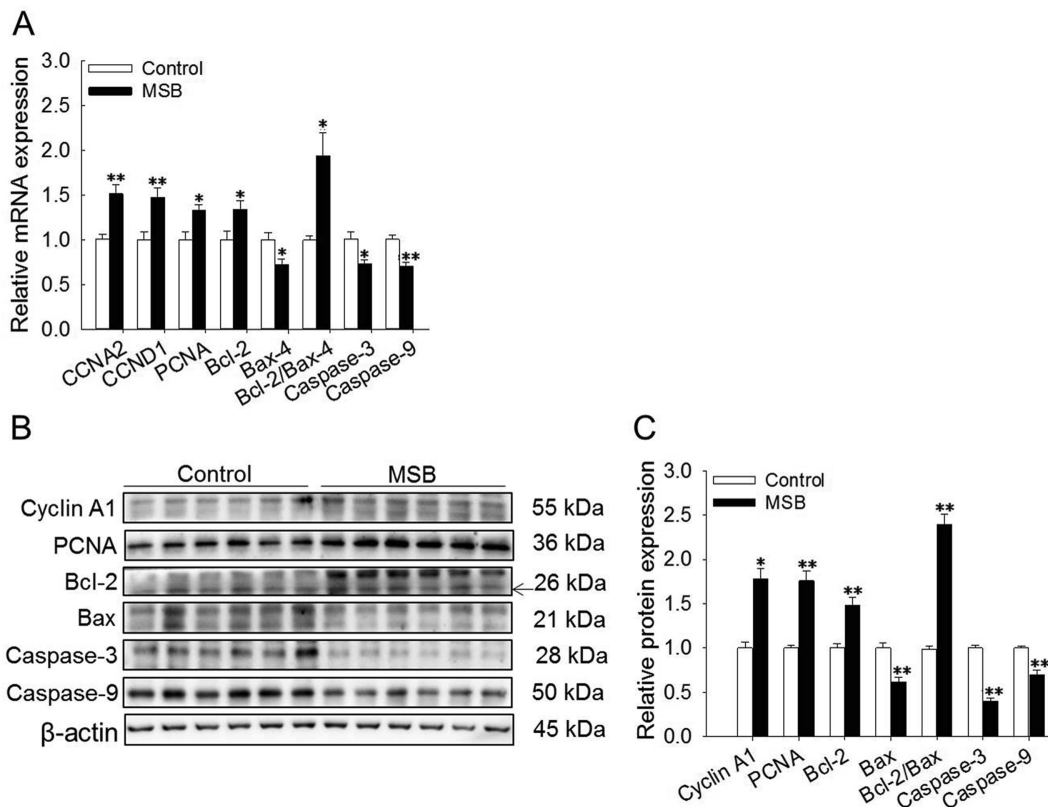 A
Relative mRNA expression
3.0
2.5
2.0
1.5
1.0
0.5
0.0
Control
MSB
** ** * * * * * **
CCNA2
CCND1
PCNA
Bcl-2
Bax-4
Bcl-2/Bax-4
Caspase-3
Caspase-9
B
Control MSB
Cyclin A1 55 kDa
PCNA 36 kDa
Bcl-2 26 kDa
Bax 21 kDa
Caspase-3 28 kDa
Caspase-9 50 kDa
β-actin 45 kDa
C
Relative protein expression
3.0
2.5
2.0
1.5
1.0
0.5
0.0
Control
MSB
* ** ** ** ** ** **
Cyclin A1
PCNA
Bcl-2
Bax
Bcl-2/Bax
Caspase-3
Caspase-9